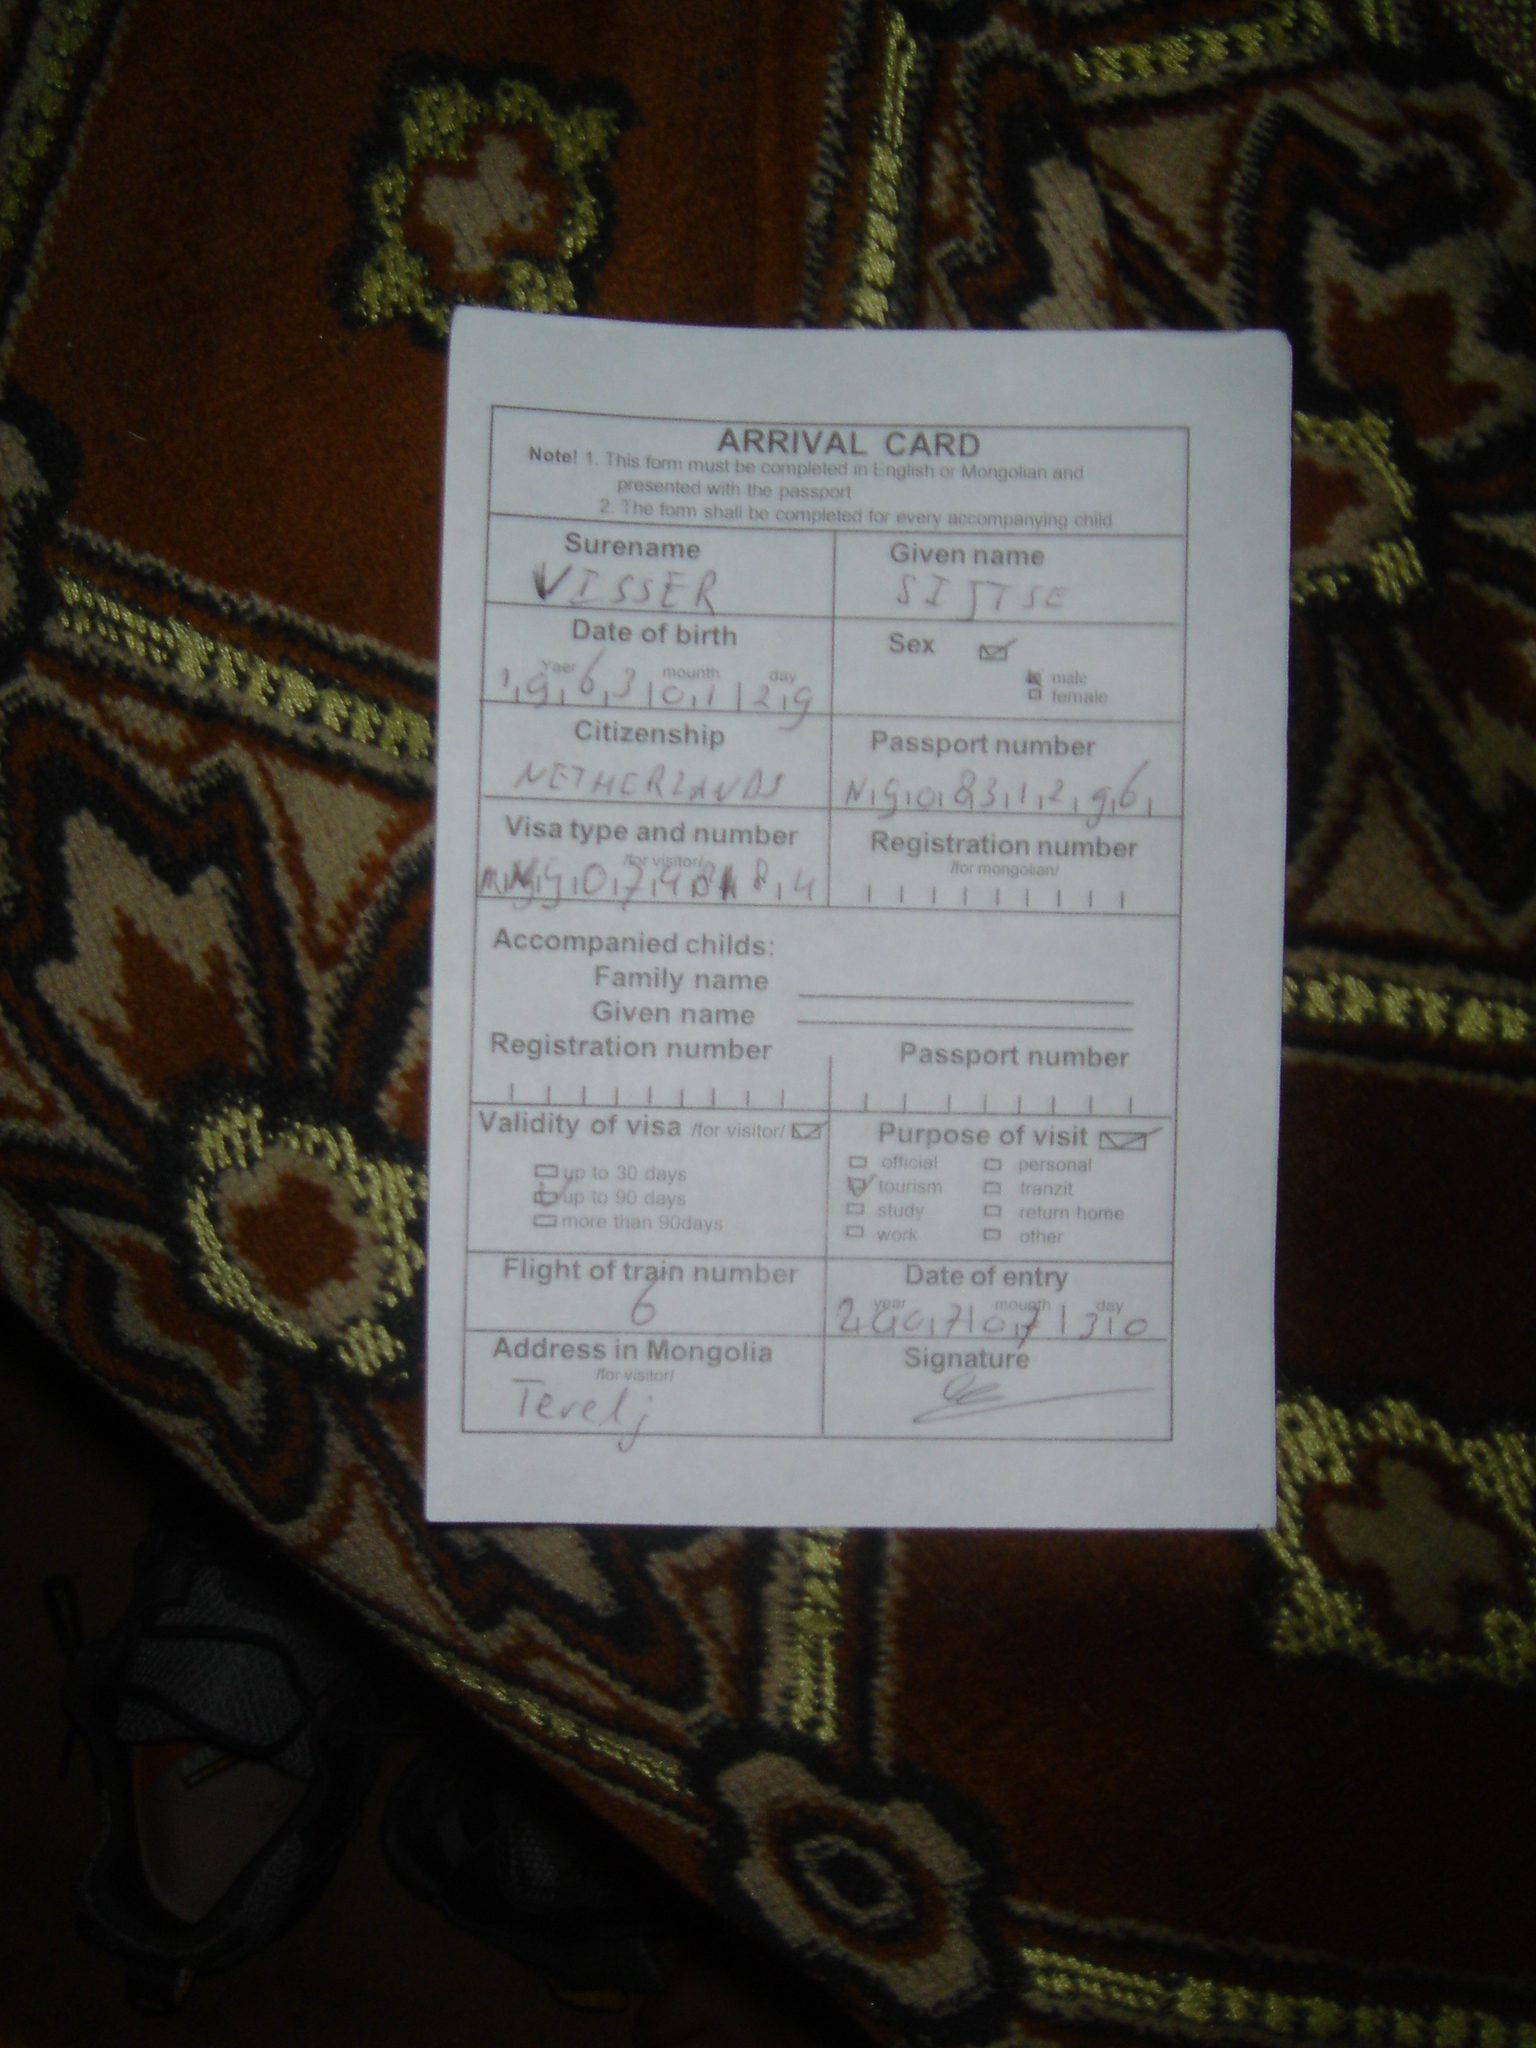 ARRIVAL CARD
Note! 1. This form must be completed in English or Mongolian and
presented with the passport
2. The form shall be completed for every accompanying child
Surename Given name
VISSER SIJTSE
Date of birth Sex
Yaer mounth day
1963 01 29
male
female
Citizenship Passport number
NETHERLANDS N90831296
Visa type and number Registration number
/for visitor/ /for mongolian/
Accompanied childs:
Family name
Given name
Registration number Passport number
Validity of visa /for visitor/ Purpose of visit
up to 30 days
up to 90 days
more than 90days
official personal
tourism tranzit
study return home
work other
Flight of train number Date of entry
6
year mounth day
2007 07 30
Address in Mongolia Signature
/for visitor/
Terelj